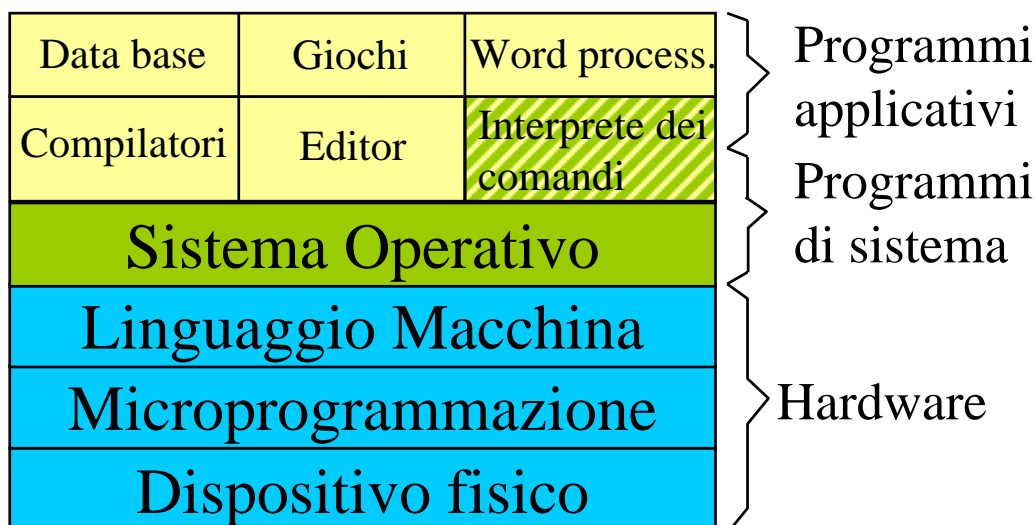 Data base
Giochi
Word process.
Programmi
applicativi
Compilatori
Editor
Interprete dei
comandi
Programmi
di sistema
Sistema Operativo
Linguaggio Macchina
Microprogrammazione
Hardware
Dispositivo fisico